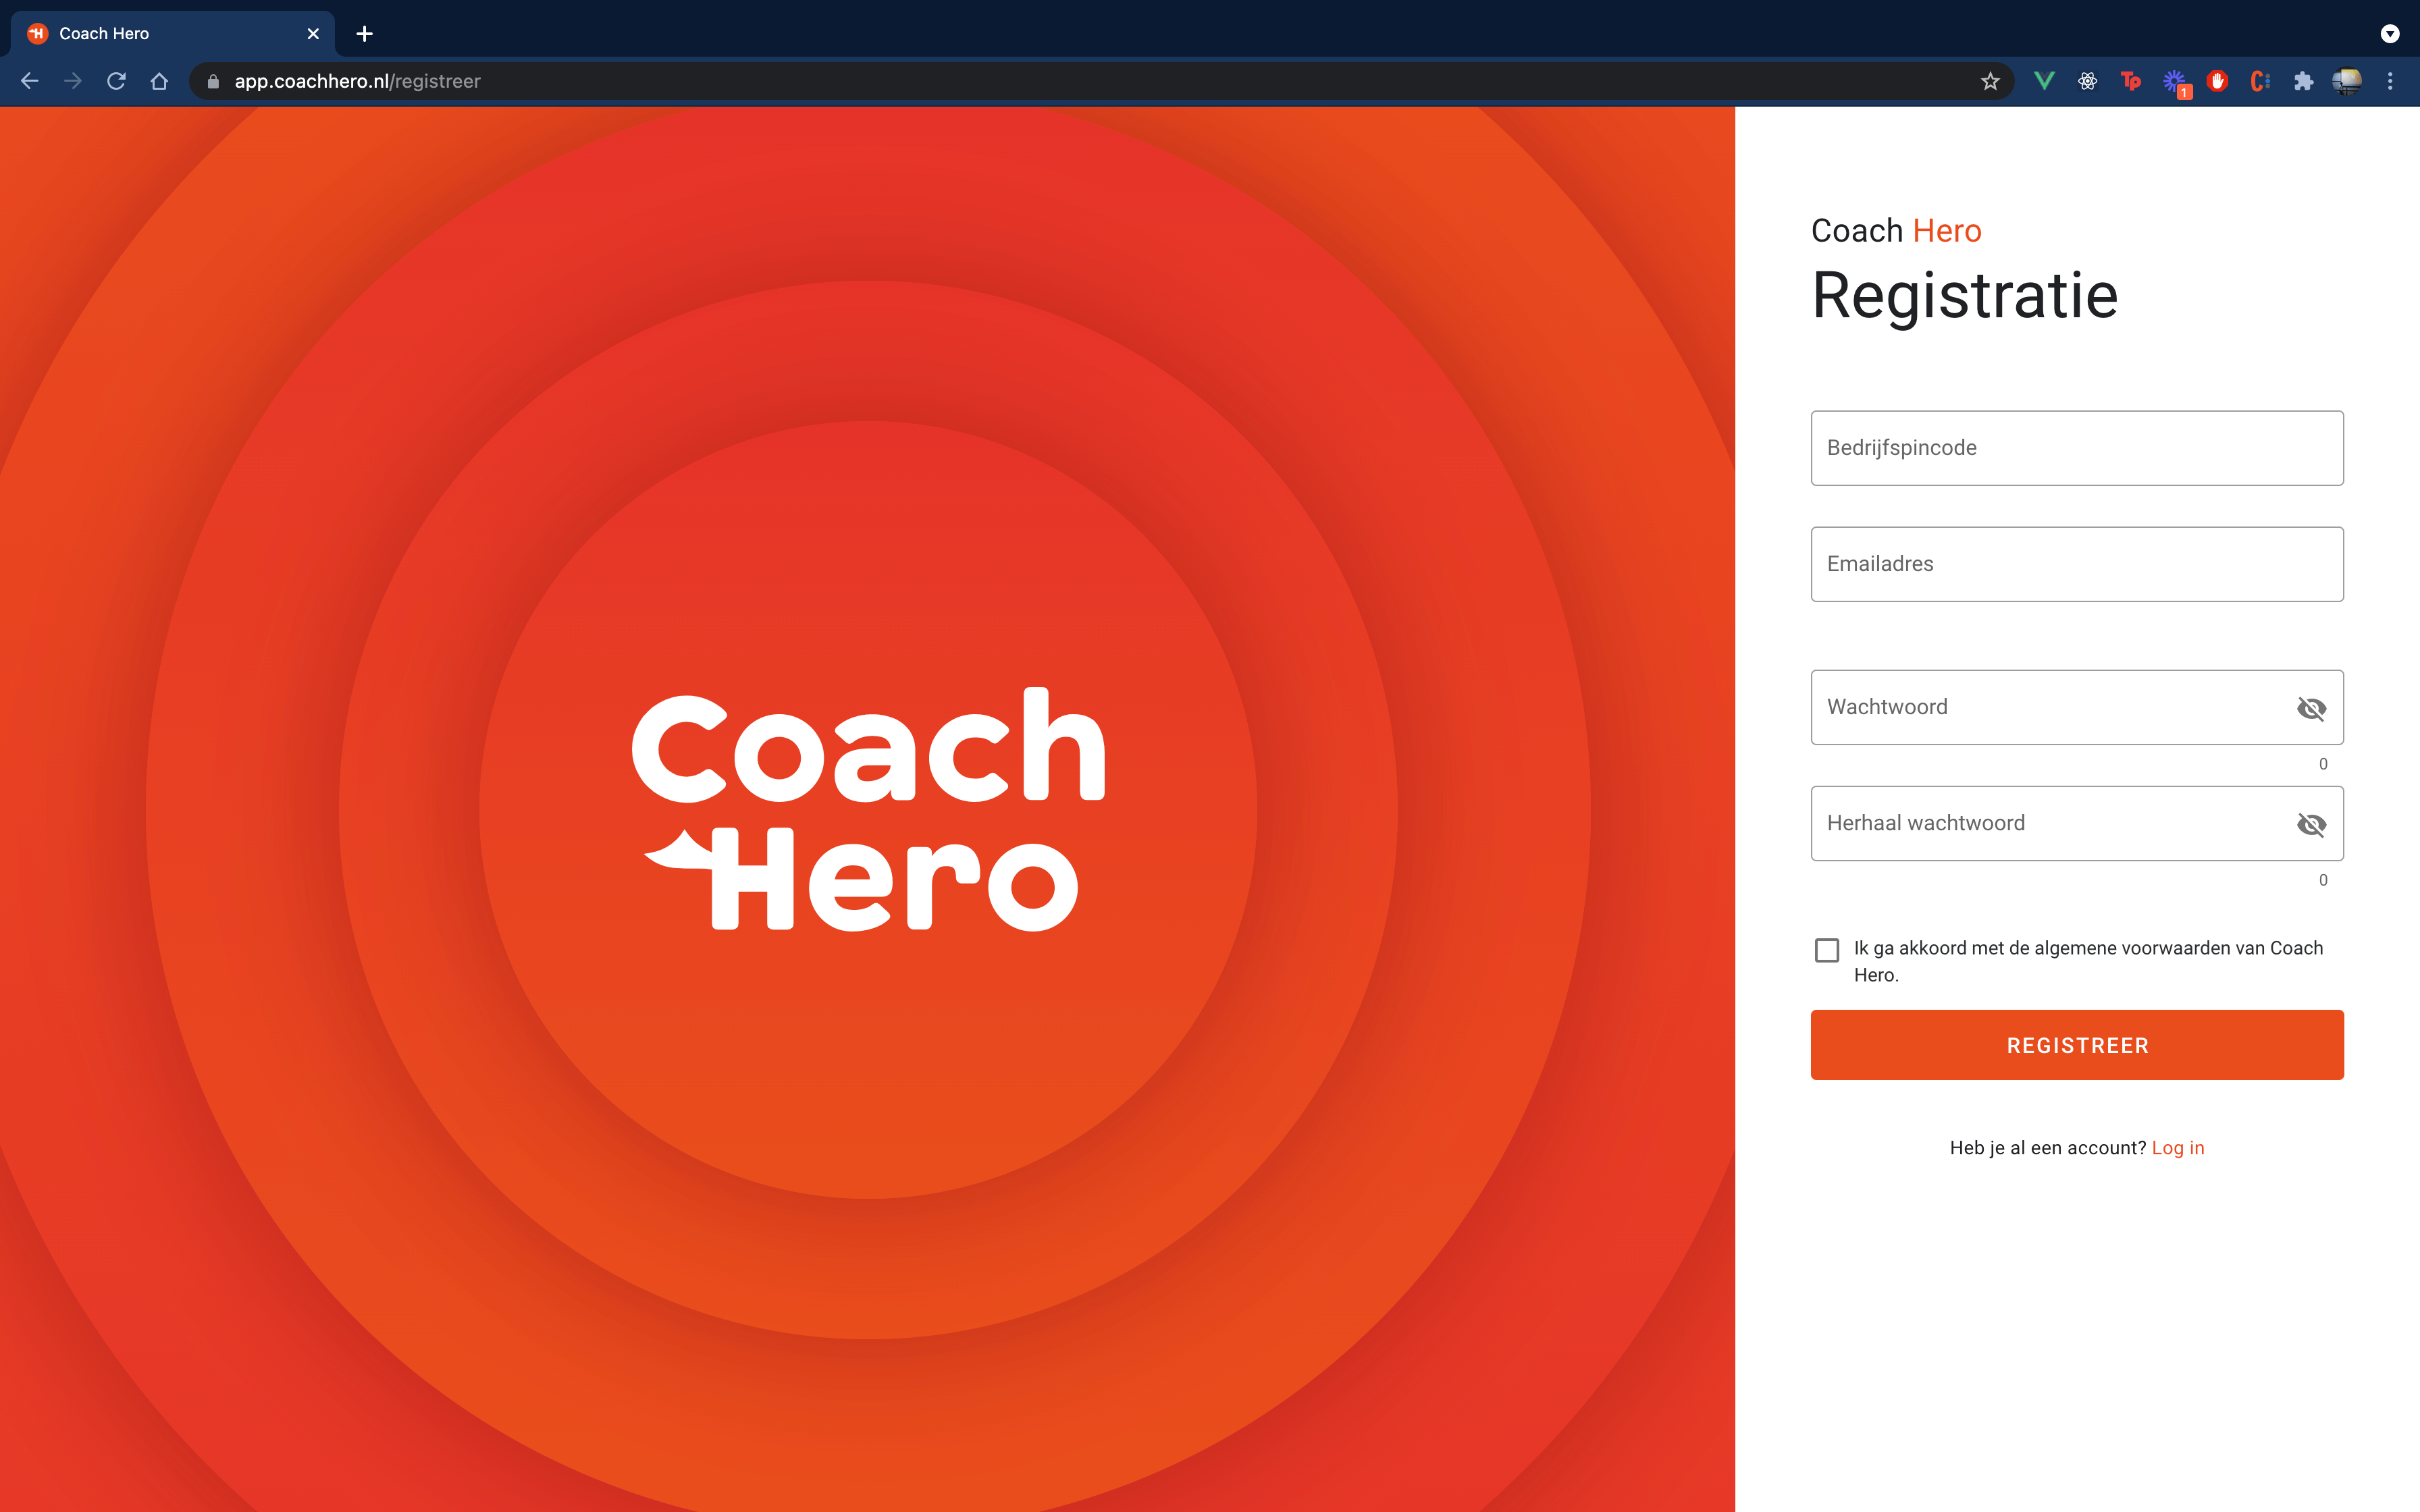 Coach Hero
app.coachhero.nl/registreer
1
Coach
Hero
Coach Hero
Registratie
Bedrijfspincode
Emailadres
Wachtwoord
0
Herhaal wachtwoord
0
Ik ga akkoord met de algemene voorwaarden van Coach
Hero.
REGISTREER
Heb je al een account? Log in